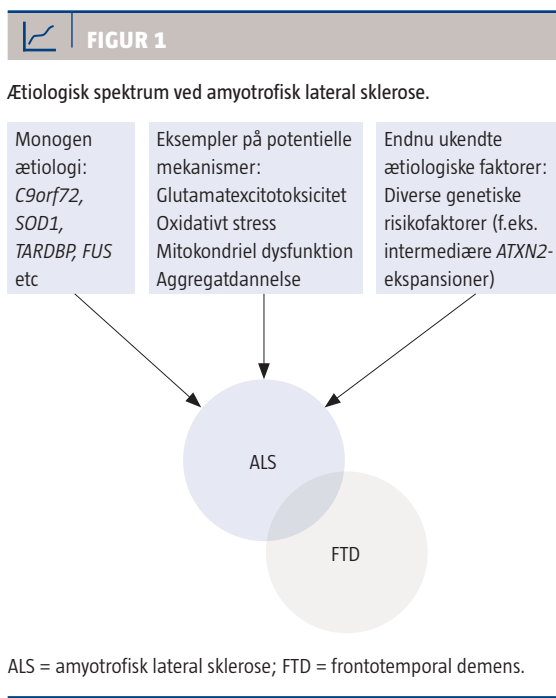 FIGUR 1
Ætiologisk spektrum ved amyotrofisk lateral sklerose.
Monogen
ætiologi:
C9orf72,
SOD1,
TARDBP, FUS
etc
Eksempler på potentielle
mekanismer:
Glutamatexcitotoksicitet
Oxidativt stress
Mitokondriel dysfunktion
Aggregatdannelse
Endnu ukendte
ætiologiske faktorer:
Diverse genetiske
risikofaktorer (f.eks.
intermediære ATXN2-
ekspansioner)
ALS
FTD
ALS = amyotrofisk lateral sklerose; FTD = frontotemporal demens.